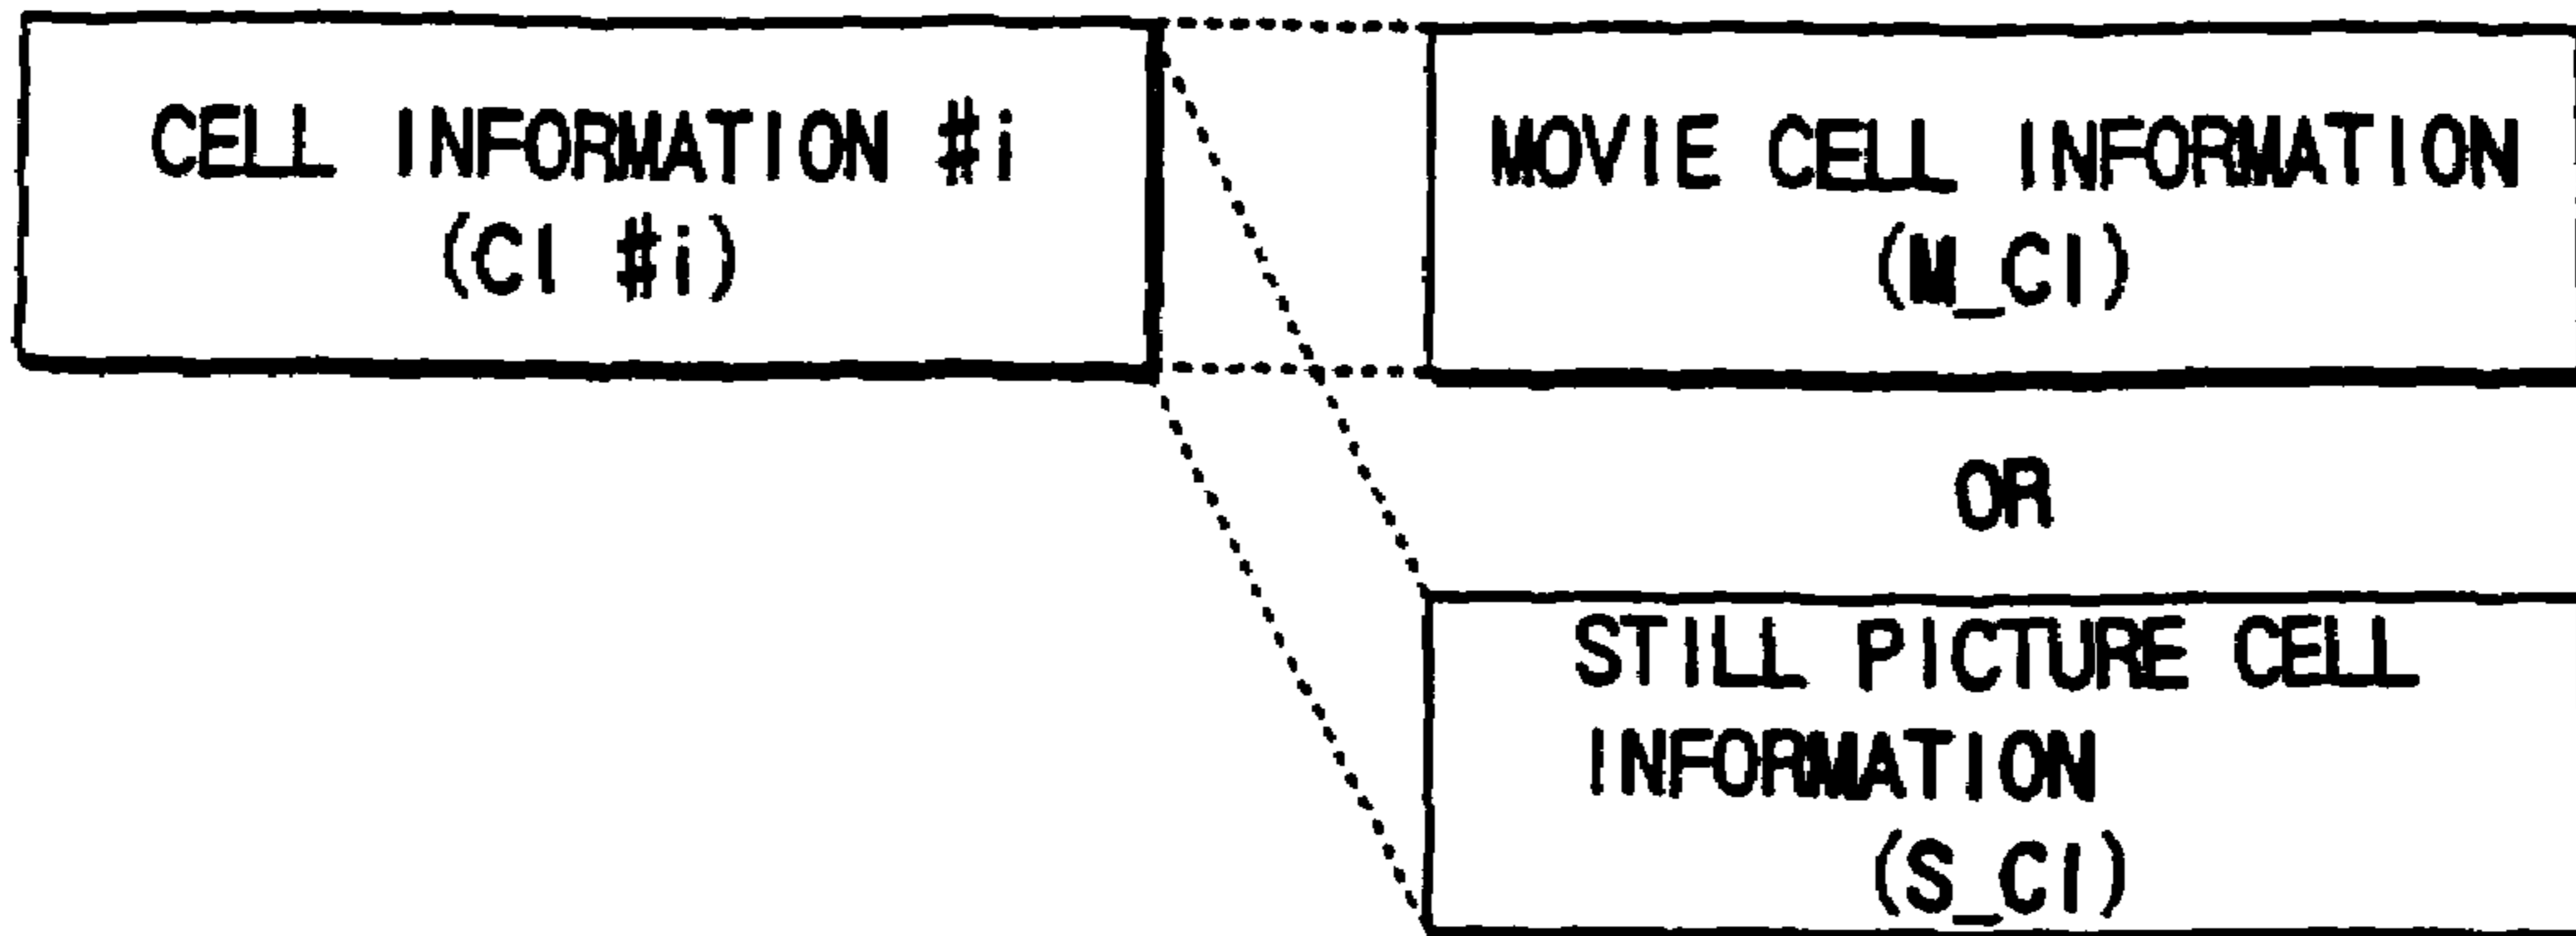 CELL INFORMATION #i
(CI #i)
MOVIE CELL INFORMATION
(M_CI)
OR
STILL PICTURE CELL
INFORMATION
(S_CI)